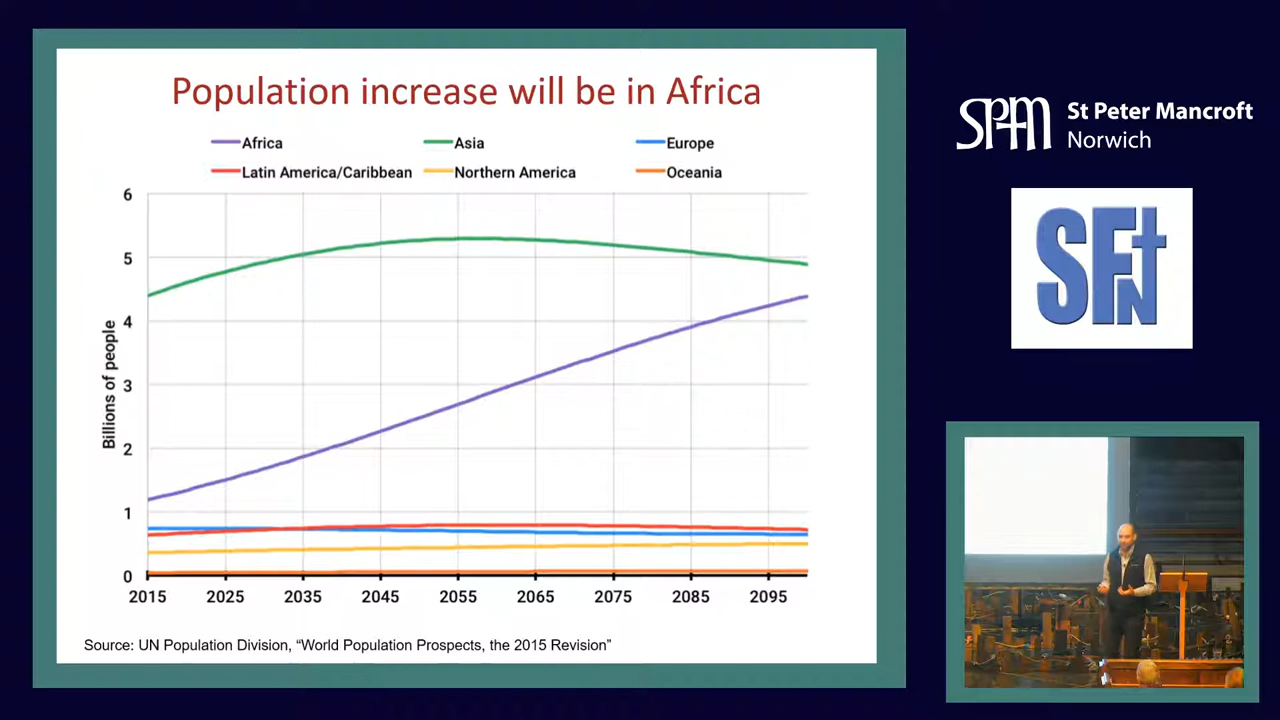 Population increase will be in Africa
Africa
Asia
Europe
Latin America/Caribbean
Northern America
Oceania
Billions of people
6
5
4
3
2
1
0
2015 2025 2035 2045 2055 2065 2075 2085 2095
Source: UN Population Division, “World Population Prospects, the 2015 Revision”
SPM
St Peter Mancroft
Norwich
SFN